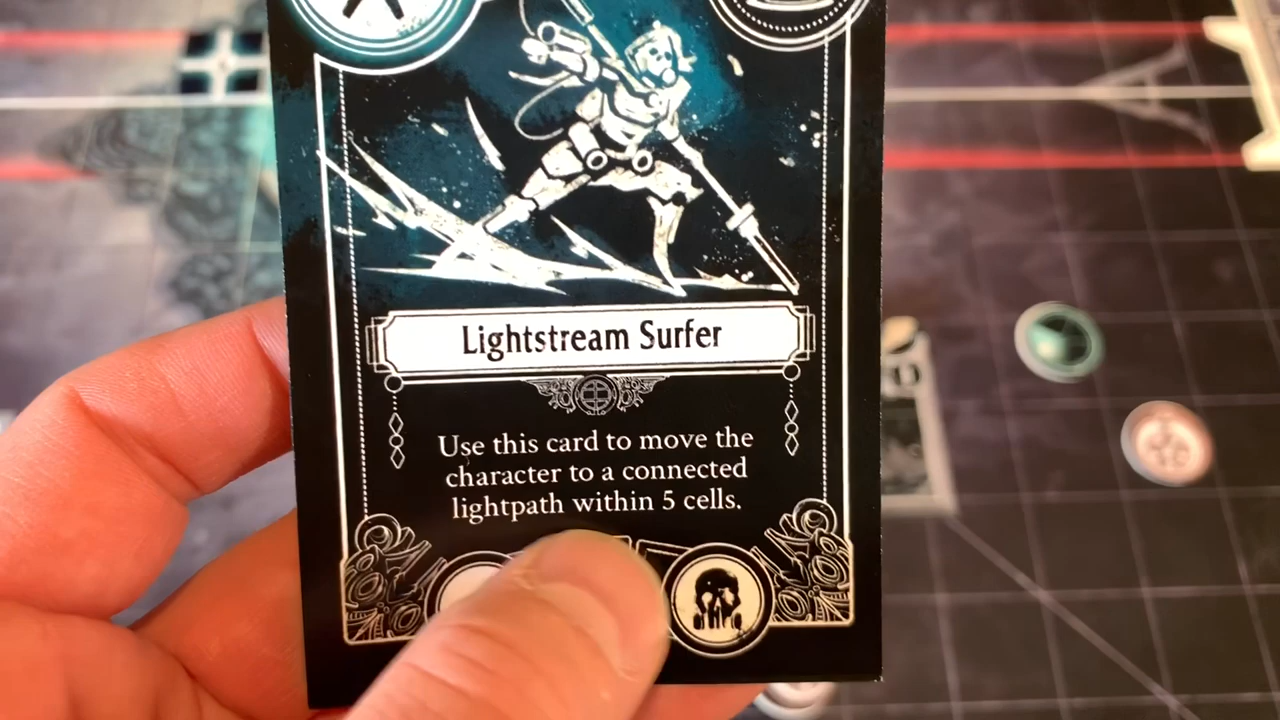 Lightstream Surfer
Use this card to move the
character to a connected
lightpath within 5 cells.